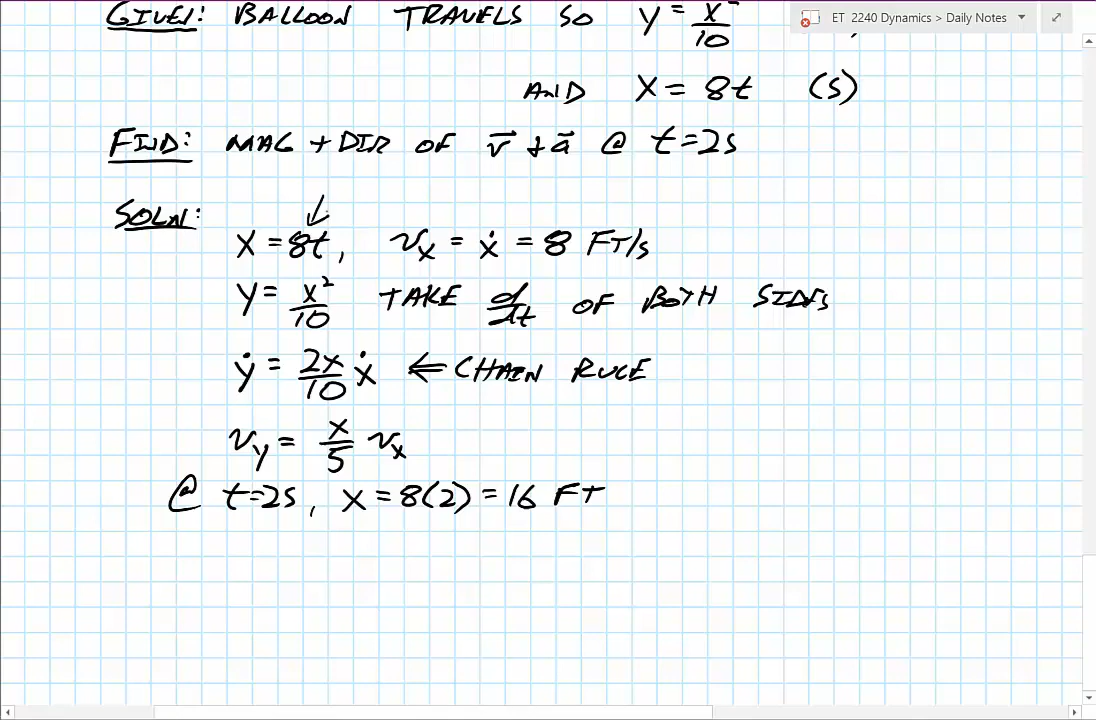 ET 2240 Dynamics > Daily Notes
GIVEN: BALLOON TRAVELS SO Y = X²/10
AND X = 8t (S)
FIND: MAG + DIR OF v⃗ & a⃗ @ t=2s
SOLN:
X = 8t, vₓ = ẋ = 8 FT/s
Y = X²/10 TAKE d/dt OF BOTH SIDES
ẏ = 2x/10 ẋ ← CHAIN RULE
v_y = x/5 vₓ
@ t=2s, X = 8(2) = 16 FT